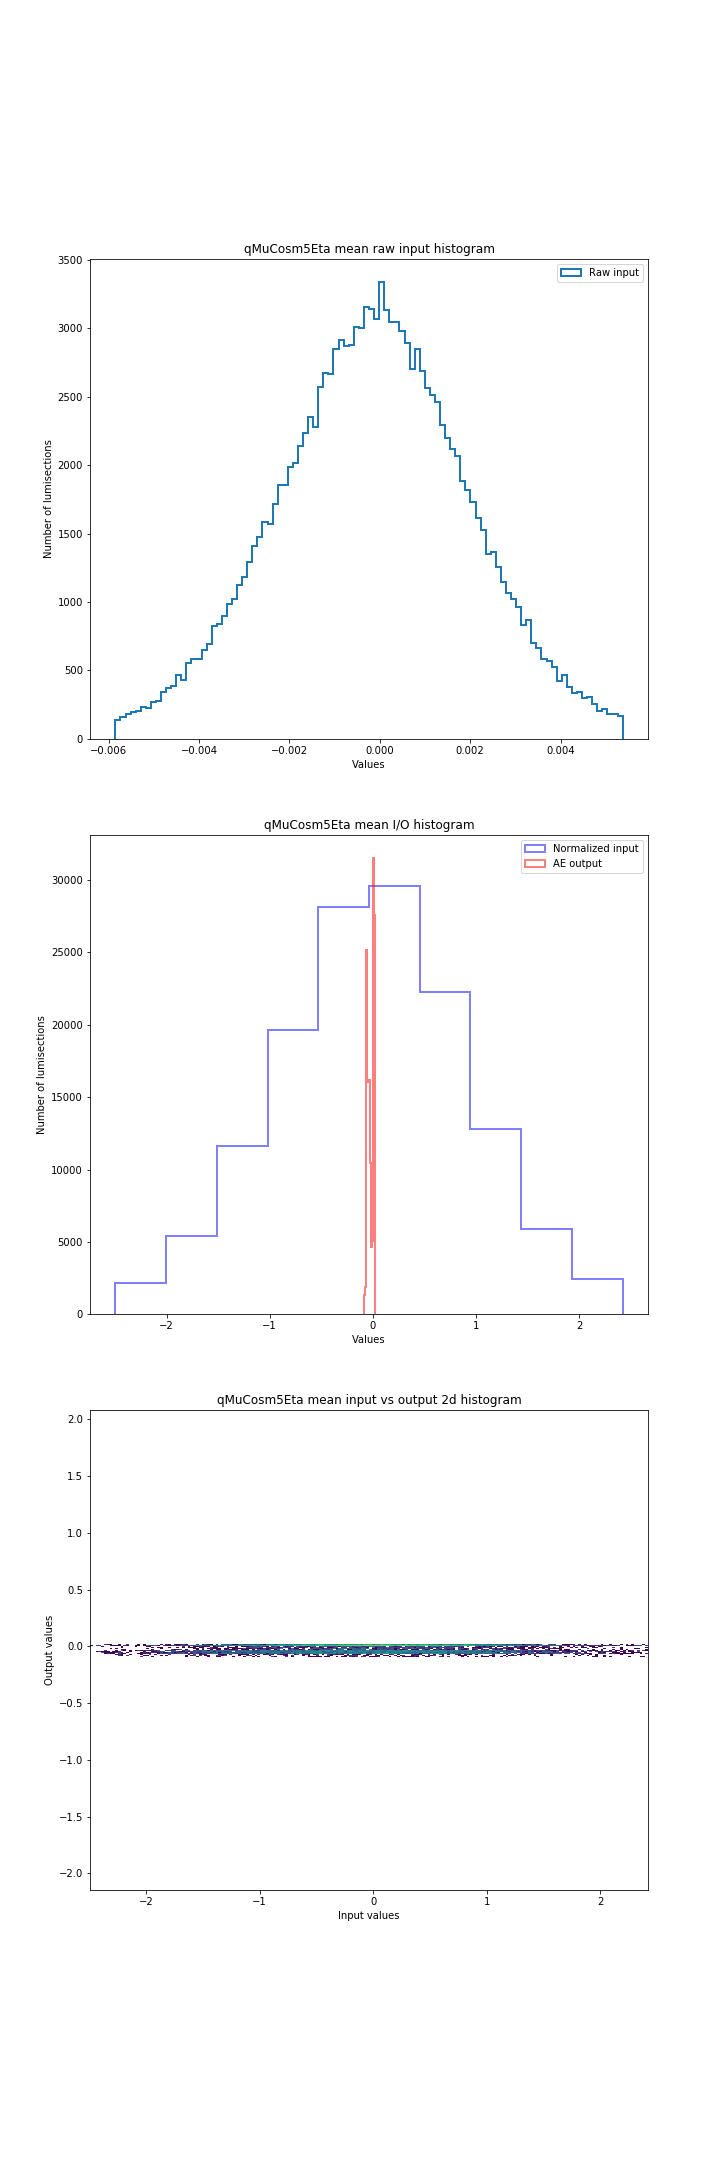 qMuCosm5Eta mean raw input histogram
3500
3000
2500
2000
1500
1000
500
0
Number of lumisections
Raw input
−0.006 −0.004 −0.002 0.000 0.002 0.004
Values
qMuCosm5Eta mean I/O histogram
30000
25000
20000
15000
10000
5000
0
Number of lumisections
Normalized input
AE output
−2 −1 0 1 2
Values
qMuCosm5Eta mean input vs output 2d histogram
2.0
1.5
1.0
0.5
0.0
−0.5
−1.0
−1.5
−2.0
Output values
−2 −1 0 1 2
Input values